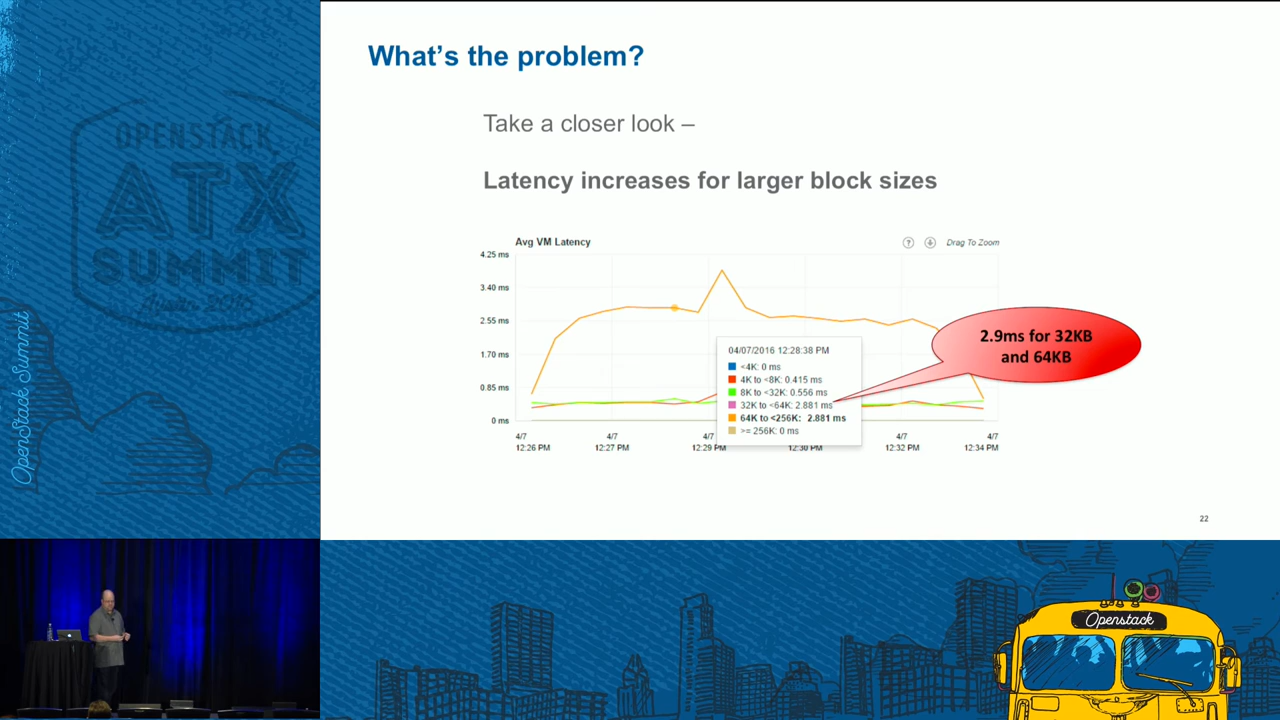 What's the problem?
Take a closer look –
Latency increases for larger block sizes
Avg VM Latency
Drag To Zoom
4.25 ms
3.40 ms
2.55 ms
1.70 ms
0.85 ms
0 ms
2.9ms for 32KB
and 64KB
04/07/2016 12:28:38 PM
<4K: 0 ms
4K to <8K: 0.415 ms
8K to <32K: 0.556 ms
32K to <64K: 2.881 ms
64K to <256K: 2.881 ms
>= 256K: 0 ms
4/7
12:26 PM
4/7
12:27 PM
4/7
12:29 PM
12:30 PM
4/7
12:32 PM
4/7
12:34 PM
22
OPENSTACK
ATX
SUMMIT
OpenStack Summit
Openstack